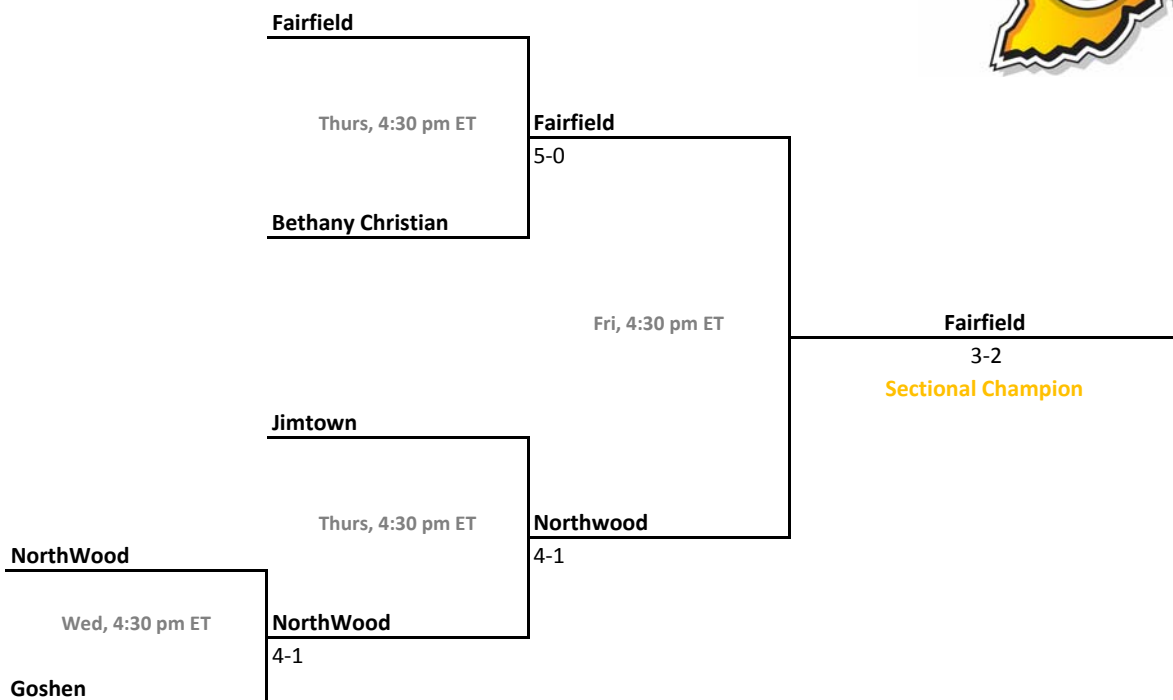 Fairfield
Thurs, 4:30 pm ET
Fairfield
5-0
Bethany Christian
Fri, 4:30 pm ET
Fairfield
3-2
Sectional Champion
Jimtown
Thurs, 4:30 pm ET
Northwood
4-1
NorthWood
Wed, 4:30 pm ET
NorthWood
4-1
Goshen